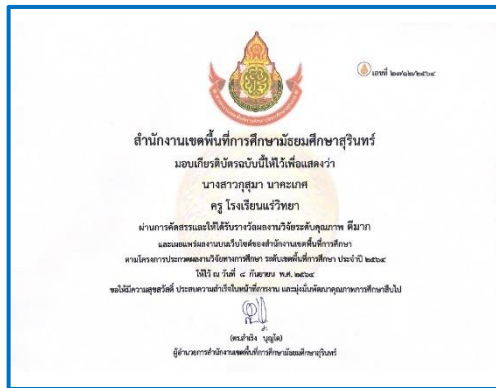 เลขที่
สำนักงานเขตพื้นที่การศึกษามัธยมศึกษาสุรินทร์
มอบเกียรติบัตรฉบับนี้ให้ไว้เพื่อแสดงว่า
นางสาวกุสุมา นาคะเกศ
ครู โรงเรียนแร่วิทยา
ผ่านการคัดสรรและให้ได้รับรางวัลผลงานวิจัยระดับคุณภาพ ดีมาก
และเผยแพร่ผลงานบนเว็บไซต์ของสำนักงานเขตพื้นที่การศึกษา
ตามโครงการประกวดผลงานวิจัยทางการศึกษา ระดับเขตพื้นที่การศึกษา ประจำปี ๒๕๖๔
ให้ไว้ ณ วันที่ ๘ กันยายน พ.ศ. ๒๕๖๔
ขอให้มีความสุขสวัสดิ์ ประสบความสำเร็จในหน้าที่การงาน และมุ่งมั่นพัฒนาคุณภาพการศึกษาสืบไป
(ดร.สำเริง บุญโต)
ผู้อำนวยการสำนักงานเขตพื้นที่การศึกษามัธยมศึกษาสุรินทร์